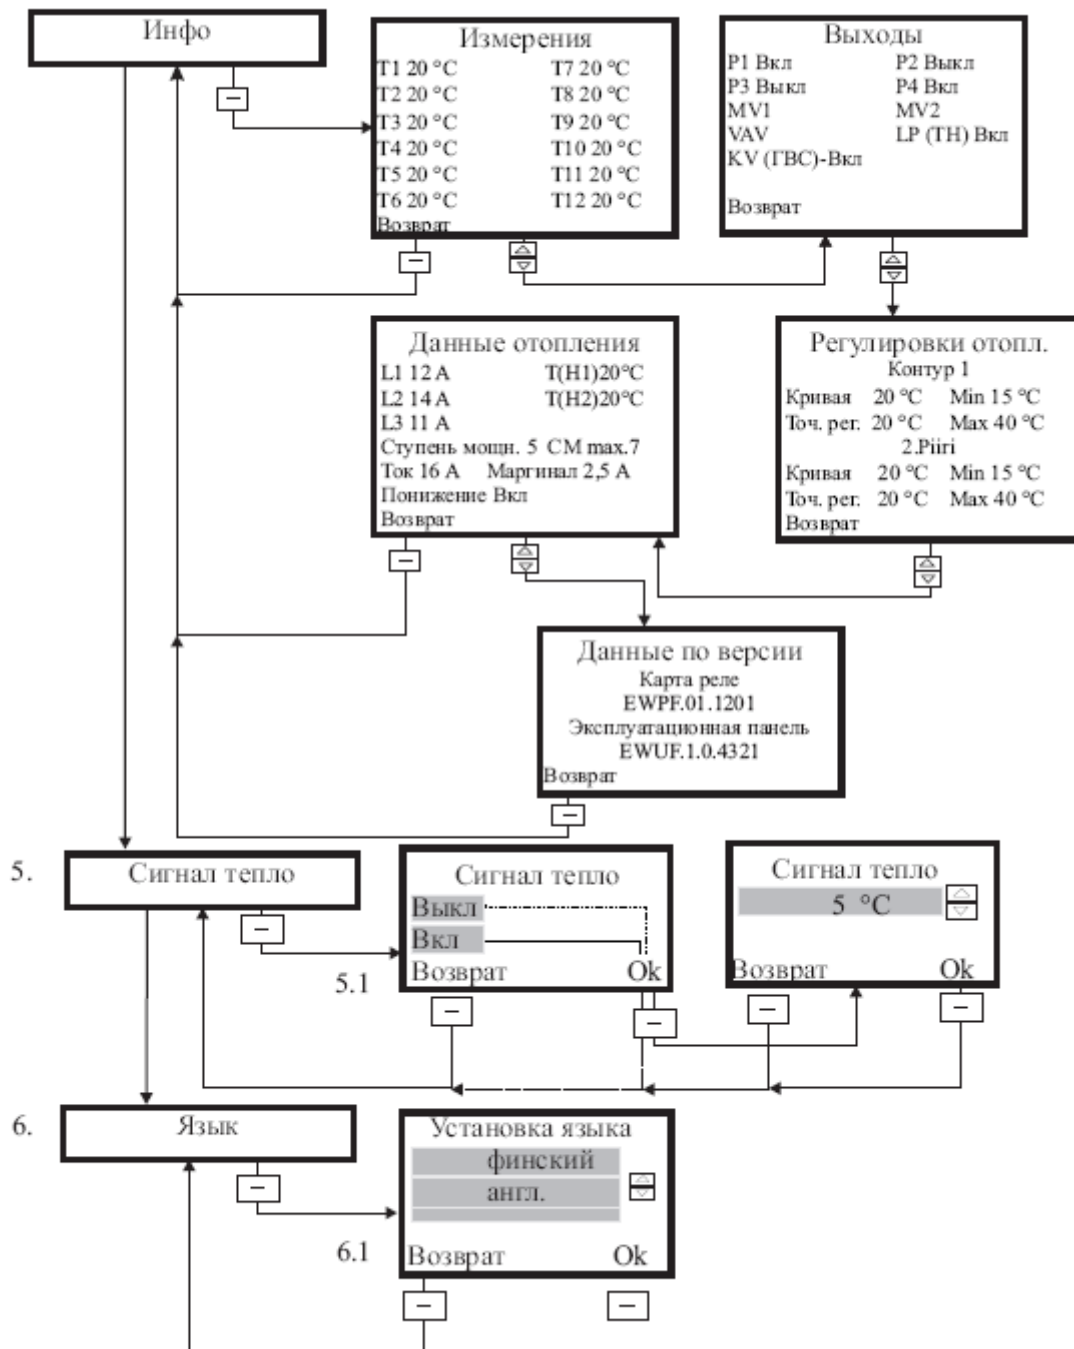 Инфо
Измерения
T1 20 °C T7 20 °C
T2 20 °C T8 20 °C
T3 20 °C T9 20 °C
T4 20 °C T10 20 °C
T5 20 °C T11 20 °C
T6 20 °C T12 20 °C
Возврат
Выходы
P1 Вкл P2 Выкл
P3 Выкл P4 Вкл
MV1 MV2
VAV LP (ТН) Вкл
KV (ГВС)-Вкл
Возврат
Данные отопления
L1 12 A T(H1)20°C
L2 14 A T(H2)20°C
L3 11 A
Ступень мощн. 5 СМ max.7
Ток 16 A Маргинал 2,5 A
Понижение Вкл
Возврат
Регулировки отопл.
Контур 1
Кривая 20 °C Min 15 °C
Точ. рег. 20 °C Max 40 °C
2.Piiri
Кривая 20 °C Min 15 °C
Точ. рег. 20 °C Max 40 °C
Возврат
Данные по версии
Карта реле
EWPF.01.1201
Эксплуатационная панель
EWUF.1.0.4321
Возврат
5.
Сигнал тепло
5.1
Сигнал тепло
Выкл
Вкл
Возврат Ok
Сигнал тепло
5 °C
Возврат Ok
6.
Язык
6.1
Установка языка
финский
англ.
Возврат Ok